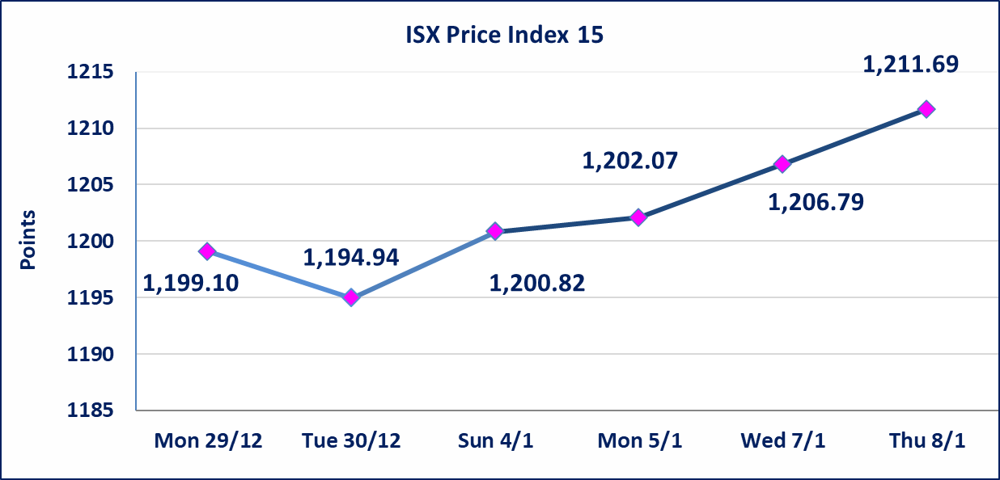 ISX Price Index 15
1215
1210
1205
1200
1195
1190
1185
Points
1,199.10
1,194.94
1,200.82
1,202.07
1,206.79
1,211.69
Mon 29/12
Tue 30/12
Sun 4/1
Mon 5/1
Wed 7/1
Thu 8/1